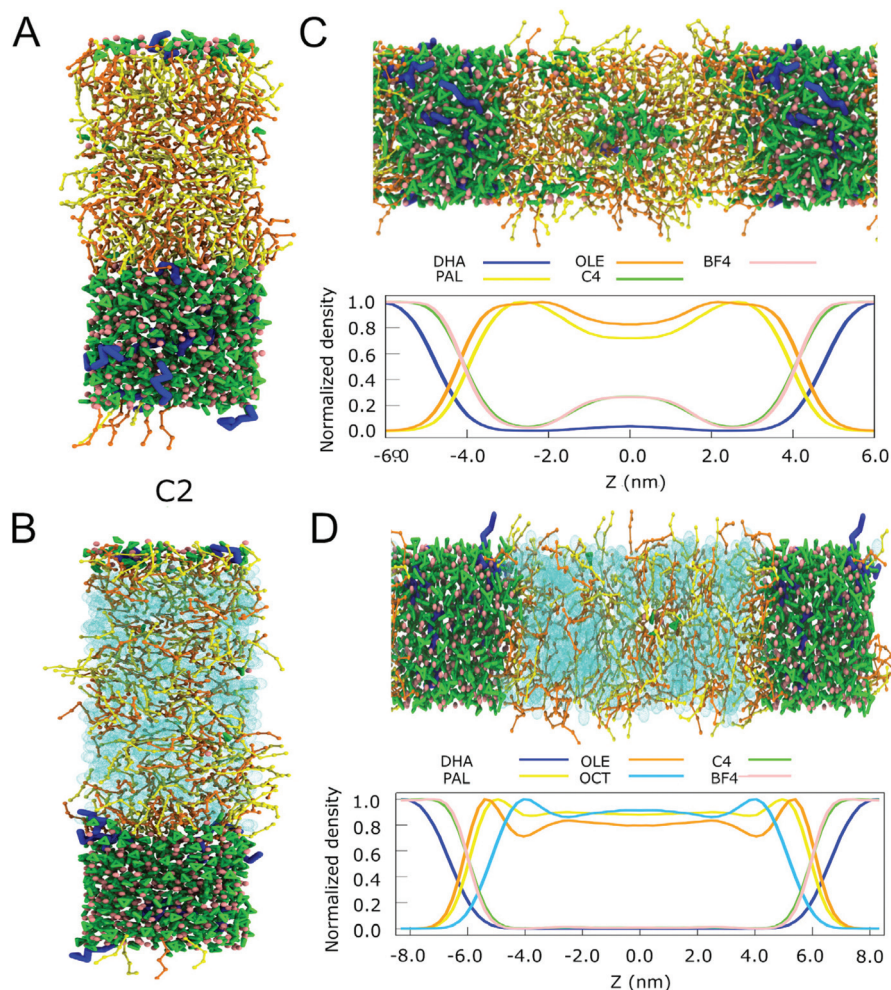 A
C
DHA OLE BF4
PAL C4
Normalized density
1.0
0.8
0.6
0.4
0.2
0.0
-6.0 -4.0 -2.0 0.0 2.0 4.0 6.0
Z (nm)
C2
B
D
DHA OLE C4
PAL OCT BF4
Normalized density
1.0
0.8
0.6
0.4
0.2
0.0
-8.0 -6.0 -4.0 -2.0 0.0 2.0 4.0 6.0 8.0
Z (nm)